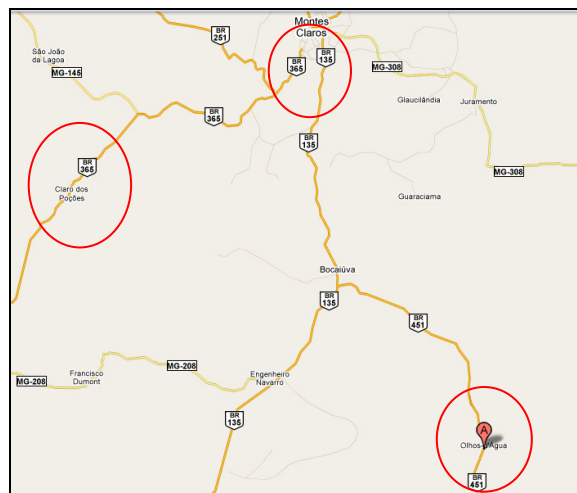 Montes
Claros
BR
251
BR
365
BR
135
MG-308
São João
da Lagoa
MG-145
Glaucilândia
Juramento
BR
365
BR
135
BR
365
MG-308
Claro dos
Poções
Guaraciama
Bocaiúva
BR
135
BR
451
MG-208
Francisco
Dumont
Engenheiro
Navarro
MG-208
BR
135
A
Olhos-d'Água
BR
451